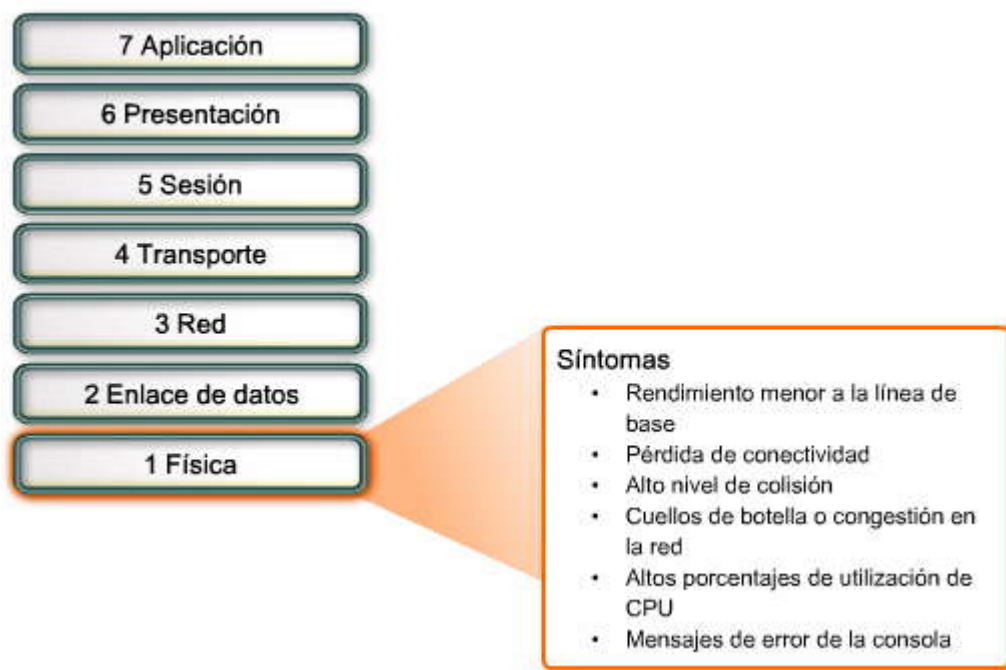 7 Aplicación
6 Presentación
5 Sesión
4 Transporte
3 Red
2 Enlace de datos
1 Física
Síntomas
• Rendimiento menor a la línea de
base
• Pérdida de conectividad
• Alto nivel de colisión
• Cuellos de botella o congestión en
la red
• Altos porcentajes de utilización de
CPU
• Mensajes de error de la consola